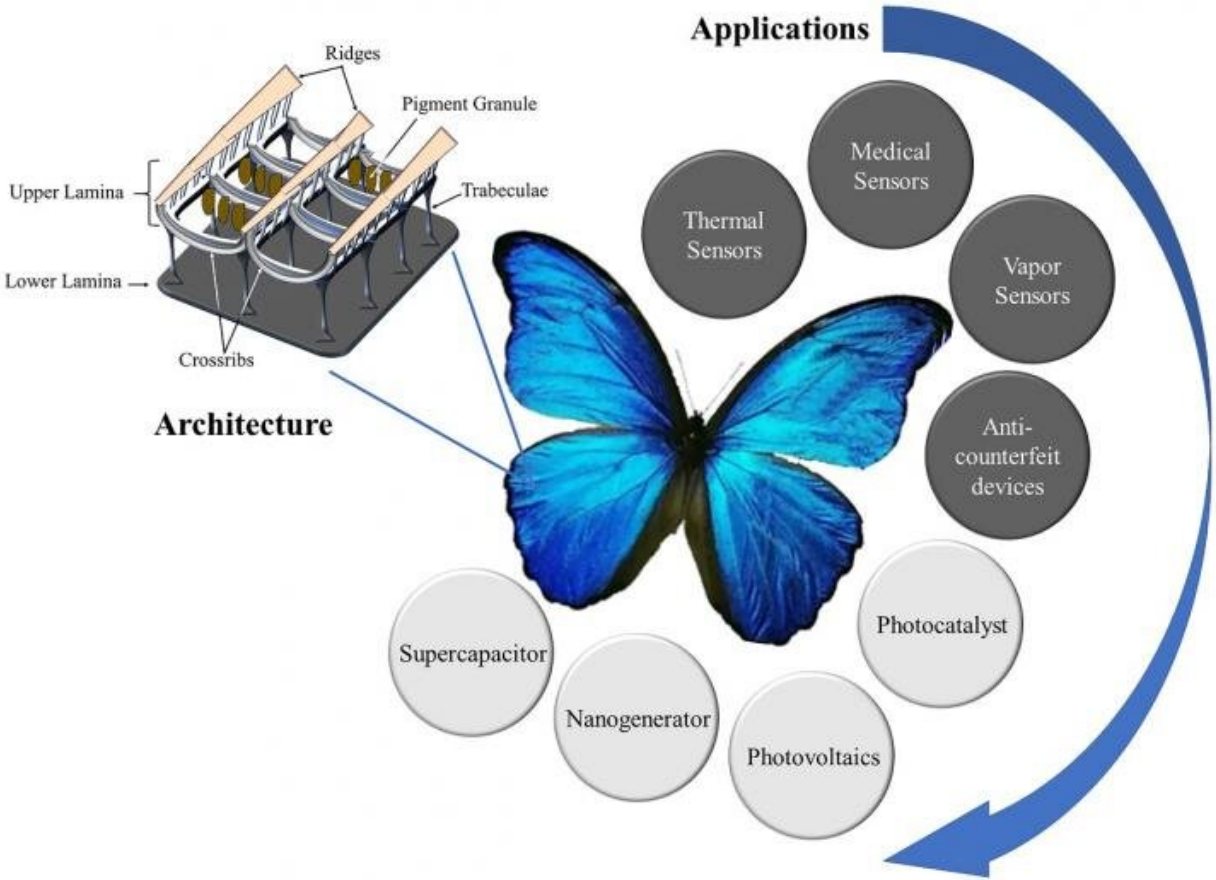 Applications
Ridges
Pigment Granule
Upper Lamina
Trabeculae
Lower Lamina
Crossribs
Architecture
Medical
Sensors
Thermal
Sensors
Vapor
Sensors
Anti-
counterfeit
devices
Photocatalyst
Supercapacitor
Nanogenerator
Photovoltaics